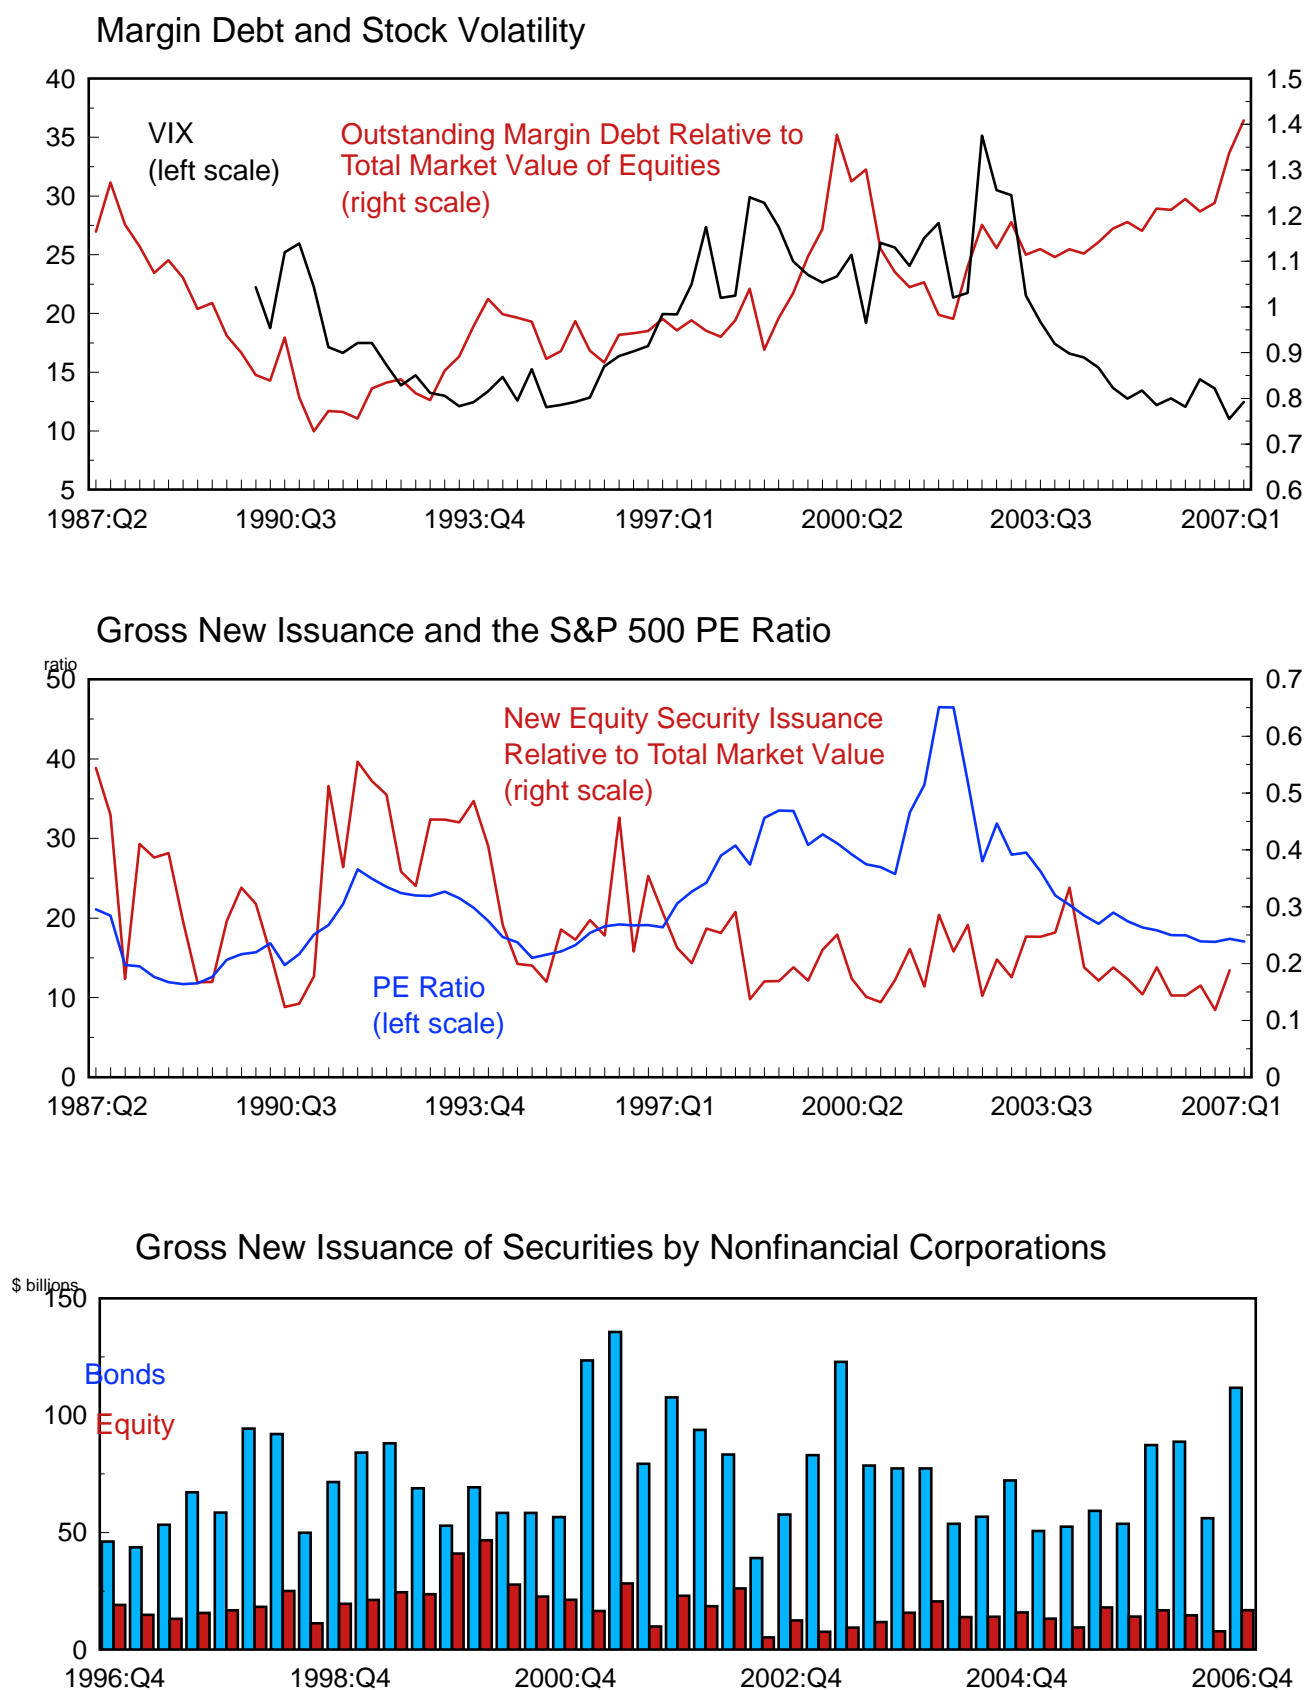 Margin Debt and Stock Volatility
40
35
30
25
20
15
10
5
1.5
1.4
1.3
1.2
1.1
1
0.9
0.8
0.7
0.6
VIX
(left scale)
Outstanding Margin Debt Relative to
Total Market Value of Equities
(right scale)
1987:Q2 1990:Q3 1993:Q4 1997:Q1 2000:Q2 2003:Q3 2007:Q1
Gross New Issuance and the S&P 500 PE Ratio
ratio
50
40
30
20
10
0
0.7
0.6
0.5
0.4
0.3
0.2
0.1
0
New Equity Security Issuance
Relative to Total Market Value
(right scale)
PE Ratio
(left scale)
1987:Q2 1990:Q3 1993:Q4 1997:Q1 2000:Q2 2003:Q3 2007:Q1
Gross New Issuance of Securities by Nonfinancial Corporations
$ billions
150
100
50
0
Bonds
Equity
1996:Q4 1998:Q4 2000:Q4 2002:Q4 2004:Q4 2006:Q4